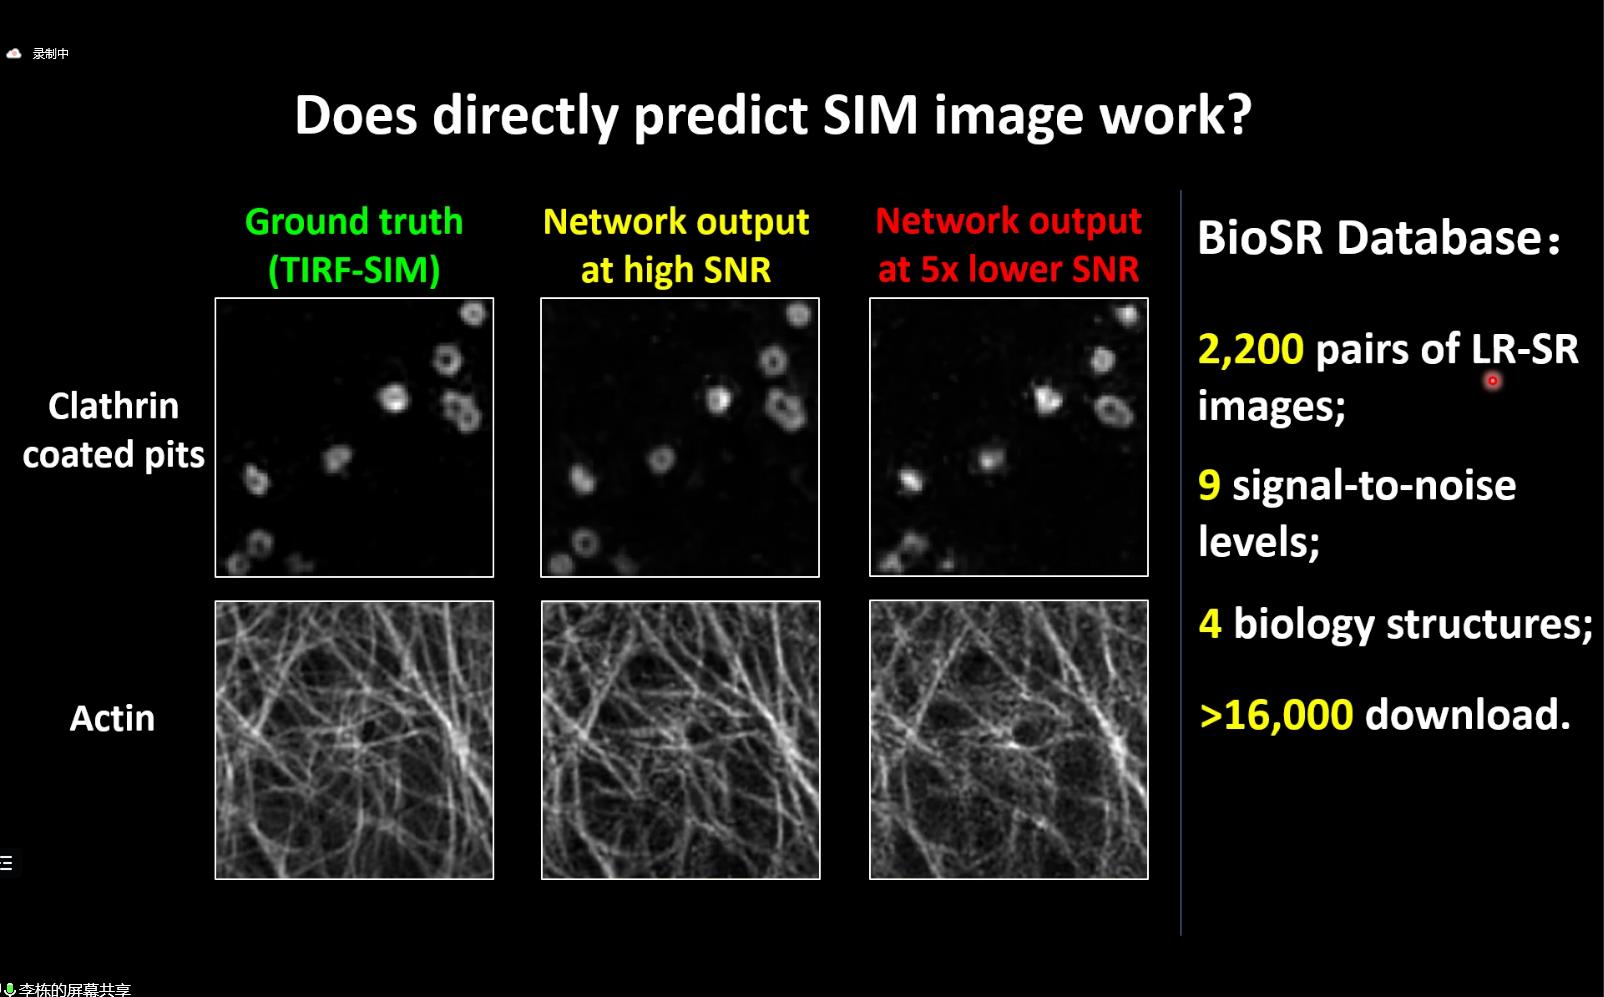 录制中
Does directly predict SIM image work?
Ground truth
(TIRF-SIM)
Network output
at high SNR
Network output
at 5x lower SNR
Clathrin
coated pits
Actin
BioSR Database：
2,200 pairs of LR-SR
images;
9 signal-to-noise
levels;
4 biology structures;
>16,000 download.
李栋的屏幕共享